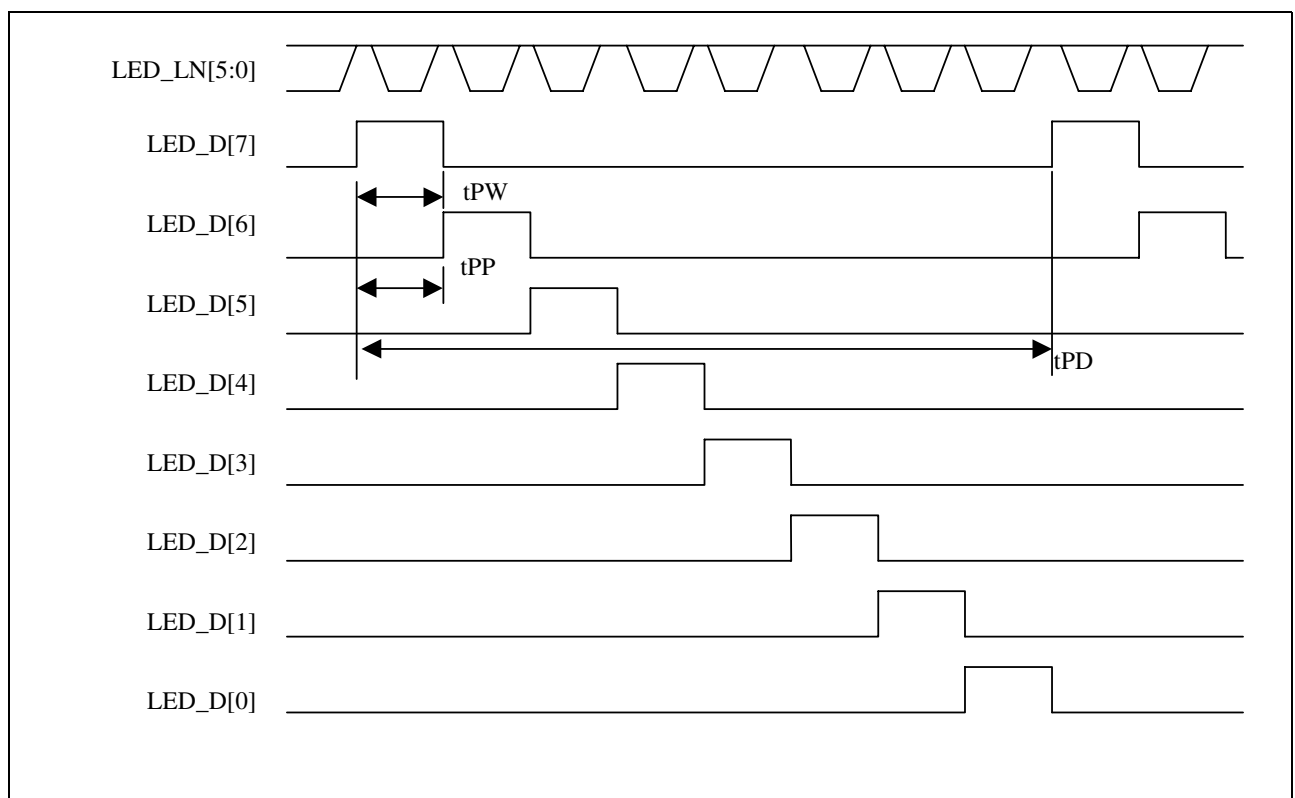 LED_LN[5:0]
LED_D[7]
tPW
LED_D[6]
tPP
LED_D[5]
tPD
LED_D[4]
LED_D[3]
LED_D[2]
LED_D[1]
LED_D[0]